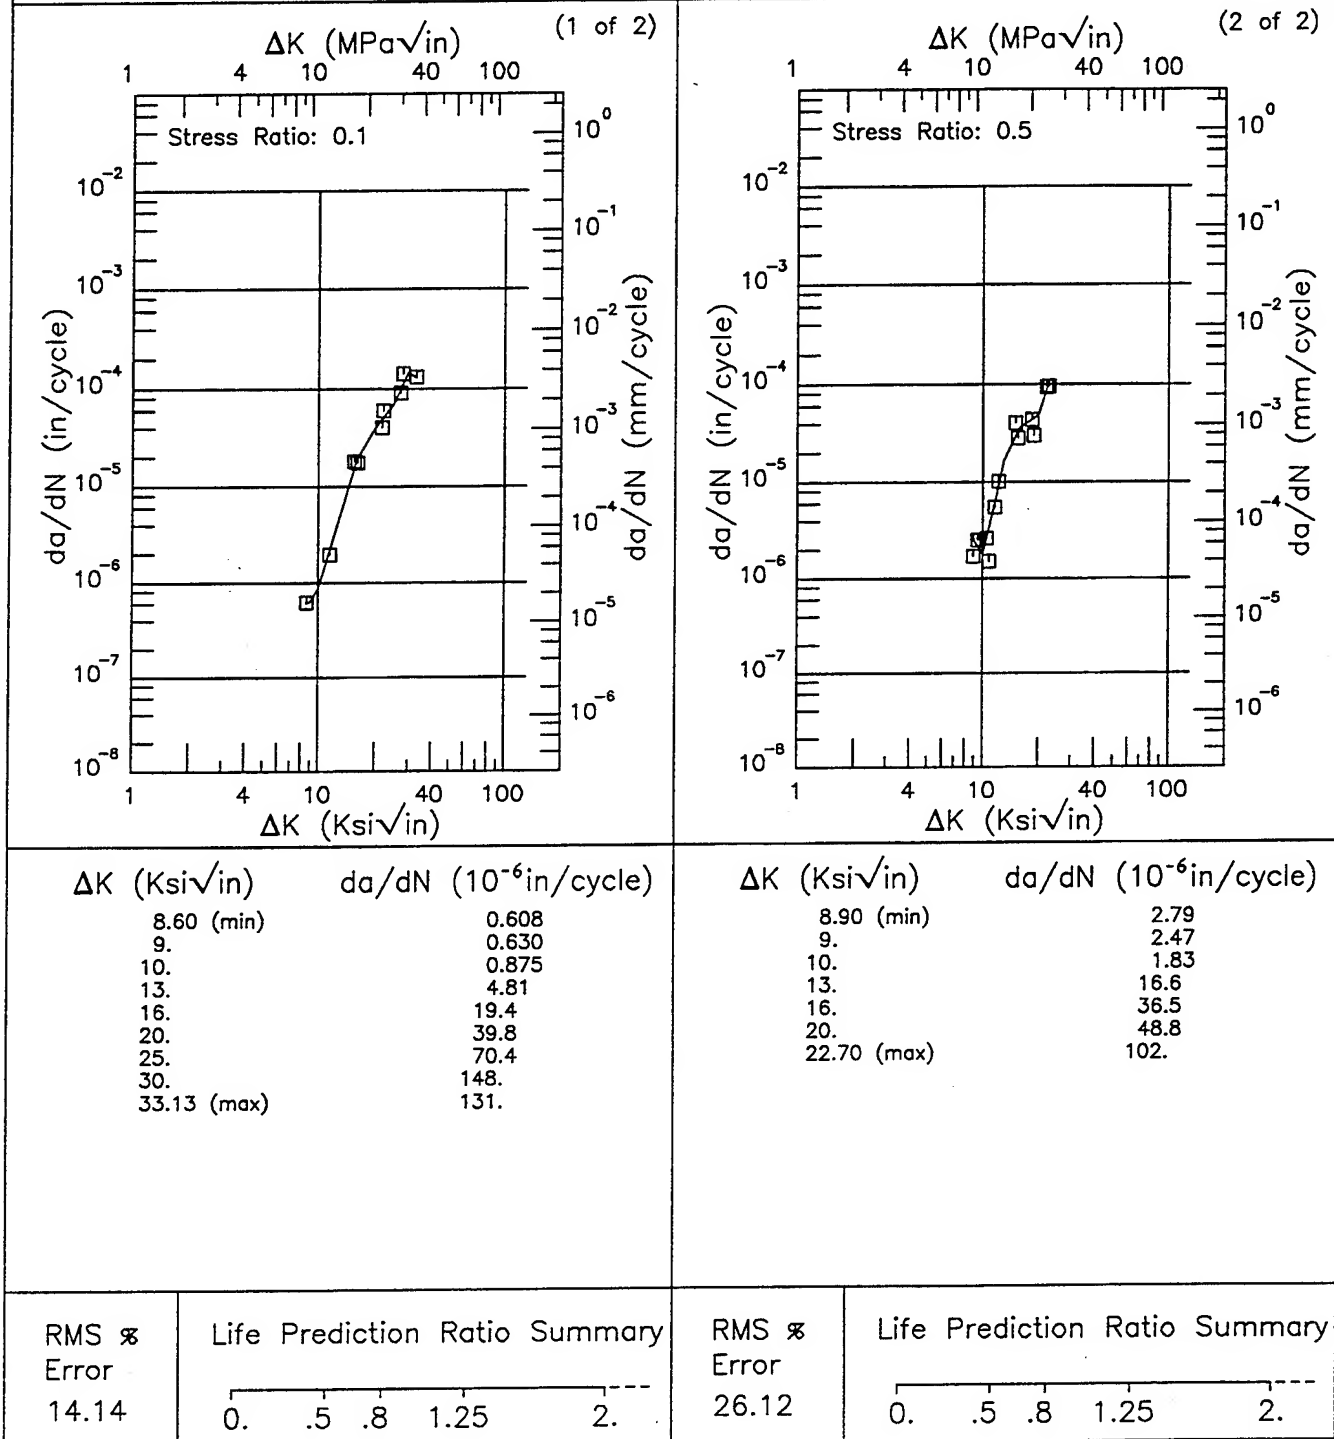 (1 of 2)
ΔK (MPa√in)
1 4 10 40 100
Stress Ratio: 0.1
10⁰
10⁻¹
10⁻²
10⁻³
10⁻⁴
10⁻⁵
10⁻⁶
da/dN (mm/cycle)
10⁻²
10⁻³
10⁻⁴
10⁻⁵
10⁻⁶
10⁻⁷
10⁻⁸
da/dN (in/cycle)
1 4 10 40 100
ΔK (Ksi√in)
ΔK (Ksi√in) da/dN (10⁻⁶in/cycle)
8.60 (min) 0.608
9. 0.630
10. 0.875
13. 4.81
16. 19.4
20. 39.8
25. 70.4
30. 148.
33.13 (max) 131.
RMS % Error
14.14
Life Prediction Ratio Summary
0. .5 .8 1.25 2.
(2 of 2)
ΔK (MPa√in)
1 4 10 40 100
Stress Ratio: 0.5
10⁰
10⁻¹
10⁻²
10⁻³
10⁻⁴
10⁻⁵
10⁻⁶
da/dN (mm/cycle)
10⁻²
10⁻³
10⁻⁴
10⁻⁵
10⁻⁶
10⁻⁷
10⁻⁸
da/dN (in/cycle)
1 4 10 40 100
ΔK (Ksi√in)
ΔK (Ksi√in) da/dN (10⁻⁶in/cycle)
8.90 (min) 2.79
9. 2.47
10. 1.83
13. 16.6
16. 36.5
20. 48.8
22.70 (max) 102.
RMS % Error
26.12
Life Prediction Ratio Summary
0. .5 .8 1.25 2.